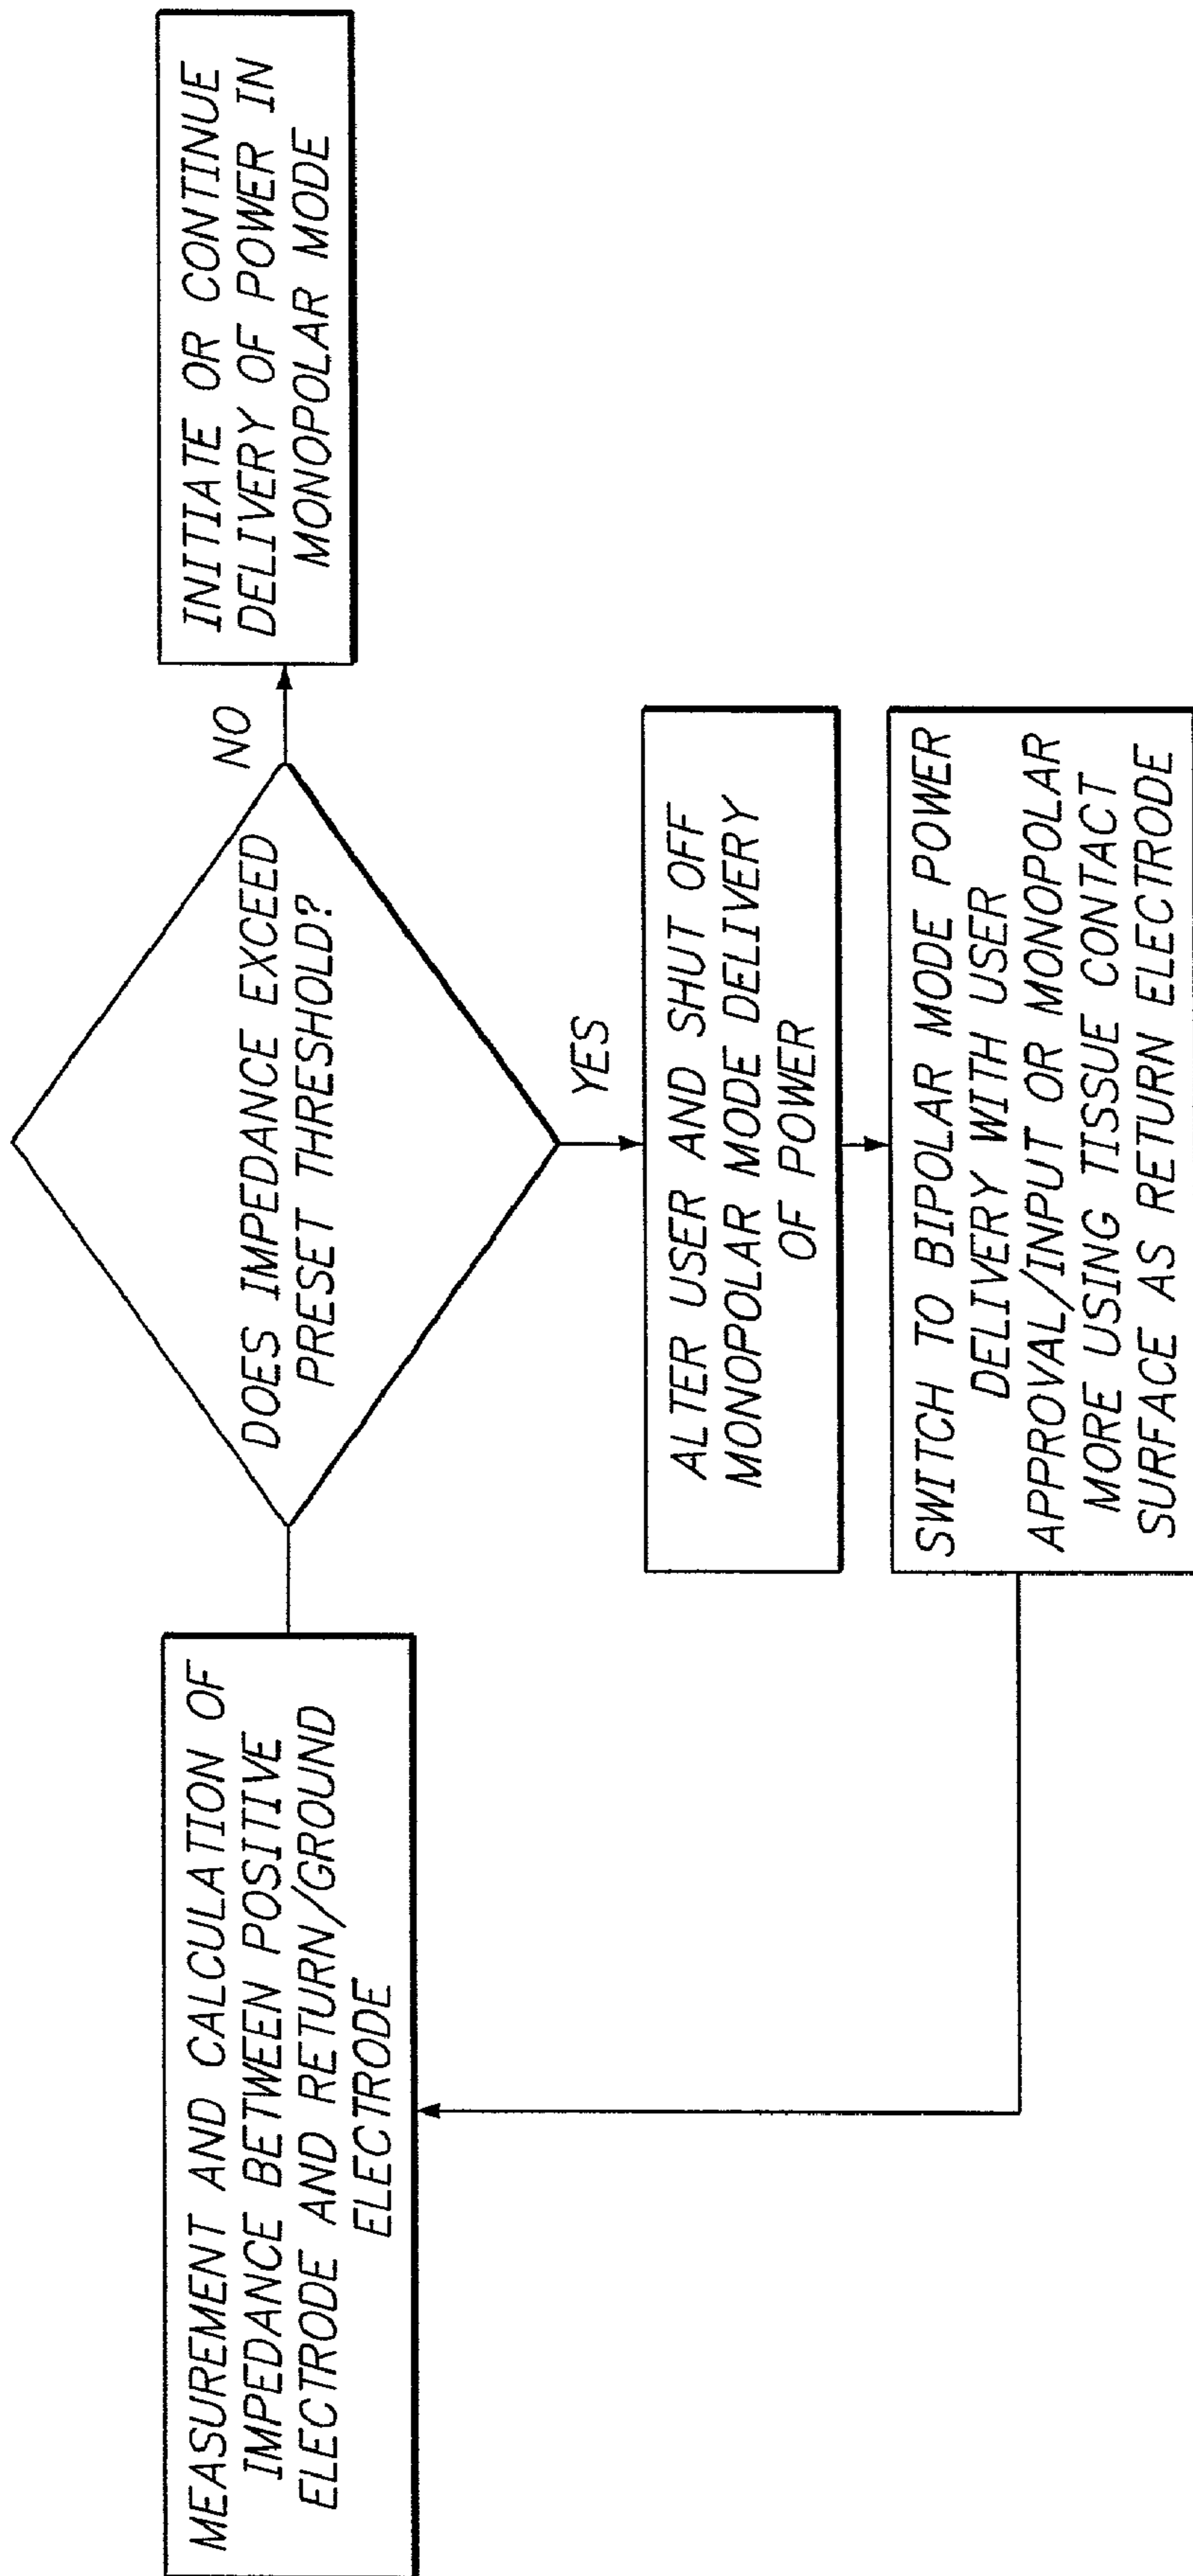 MEASUREMENT AND CALCULATION OF
IMPEDANCE BETWEEN POSITIVE
ELECTRODE AND RETURN/GROUND
ELECTRODE
DOES IMPEDANCE EXCEED
PRESET THRESHOLD?
NO
INITIATE OR CONTINUE
DELIVERY OF POWER IN
MONOPOLAR MODE
YES
ALTER USER AND SHUT OFF
MONOPOLAR MODE DELIVERY
OF POWER
SWITCH TO BIPOLAR MODE POWER
DELIVERY WITH USER
APPROVAL/INPUT OR MONOPOLAR
MORE USING TISSUE CONTACT
SURFACE AS RETURN ELECTRODE